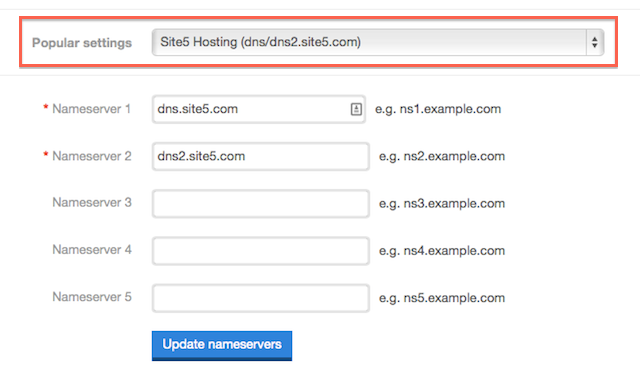 Popular settings Site5 Hosting (dns/dns2.site5.com)
* Nameserver 1 dns.site5.com e.g. ns1.example.com
* Nameserver 2 dns2.site5.com e.g. ns2.example.com
Nameserver 3 e.g. ns3.example.com
Nameserver 4 e.g. ns4.example.com
Nameserver 5 e.g. ns5.example.com
Update nameservers